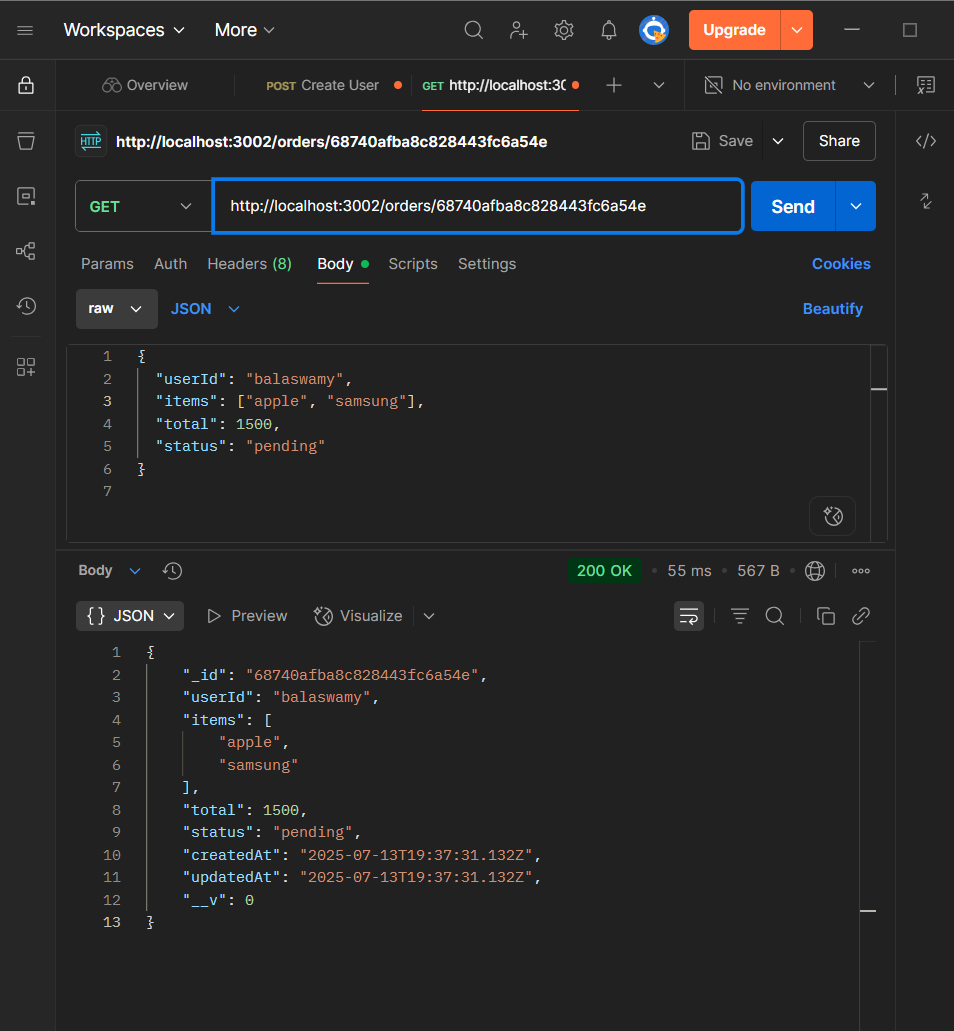 Workspaces More Upgrade
Overview POST Create User GET http://localhost:30 No environment
HTTP http://localhost:3002/orders/68740afba8c828443fc6a54e Save Share
GET http://localhost:3002/orders/68740afba8c828443fc6a54e Send
Params Auth Headers (8) Body Scripts Settings Cookies
raw JSON Beautify
1 {
2 "userId": "balaswamy",
3 "items": ["apple", "samsung"],
4 "total": 1500,
5 "status": "pending"
6 }
7
Body 200 OK 55 ms 567 B
{} JSON Preview Visualize
1 {
2 "_id": "68740afba8c828443fc6a54e",
3 "userId": "balaswamy",
4 "items": [
5 "apple",
6 "samsung"
7 ],
8 "total": 1500,
9 "status": "pending",
10 "createdAt": "2025-07-13T19:37:31.132Z",
11 "updatedAt": "2025-07-13T19:37:31.132Z",
12 "__v": 0
13 }